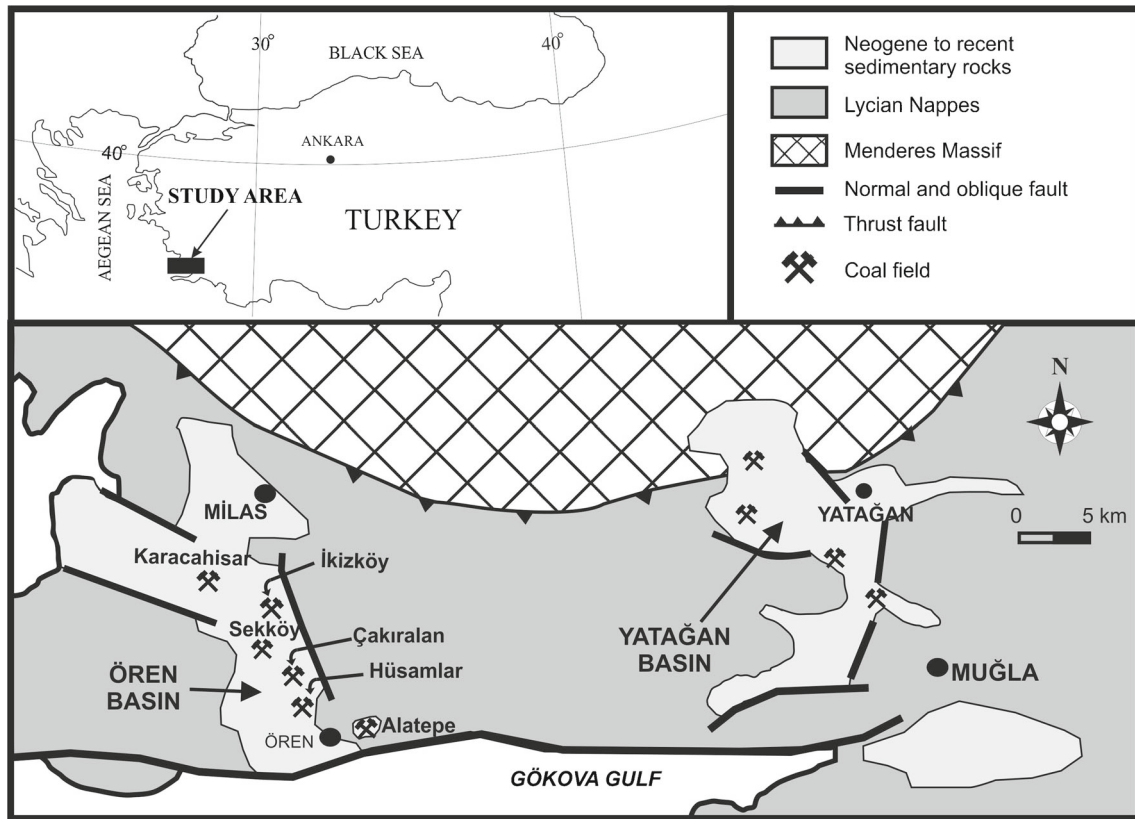 30°
40°
BLACK SEA
ANKARA
40°
AEGEAN SEA
STUDY AREA
TURKEY
Neogene to recent
sedimentary rocks
Lycian Nappes
Menderes Massif
Normal and oblique fault
Thrust fault
Coal field
N
MİLAS
YATAĞAN
0 5 km
Karacahisar
İkizköy
Sekköy
Çakıralan
YATAĞAN
BASIN
ÖREN
BASIN
Hüsamlar
MUĞLA
ÖREN
Alatepe
GÖKOVA GULF